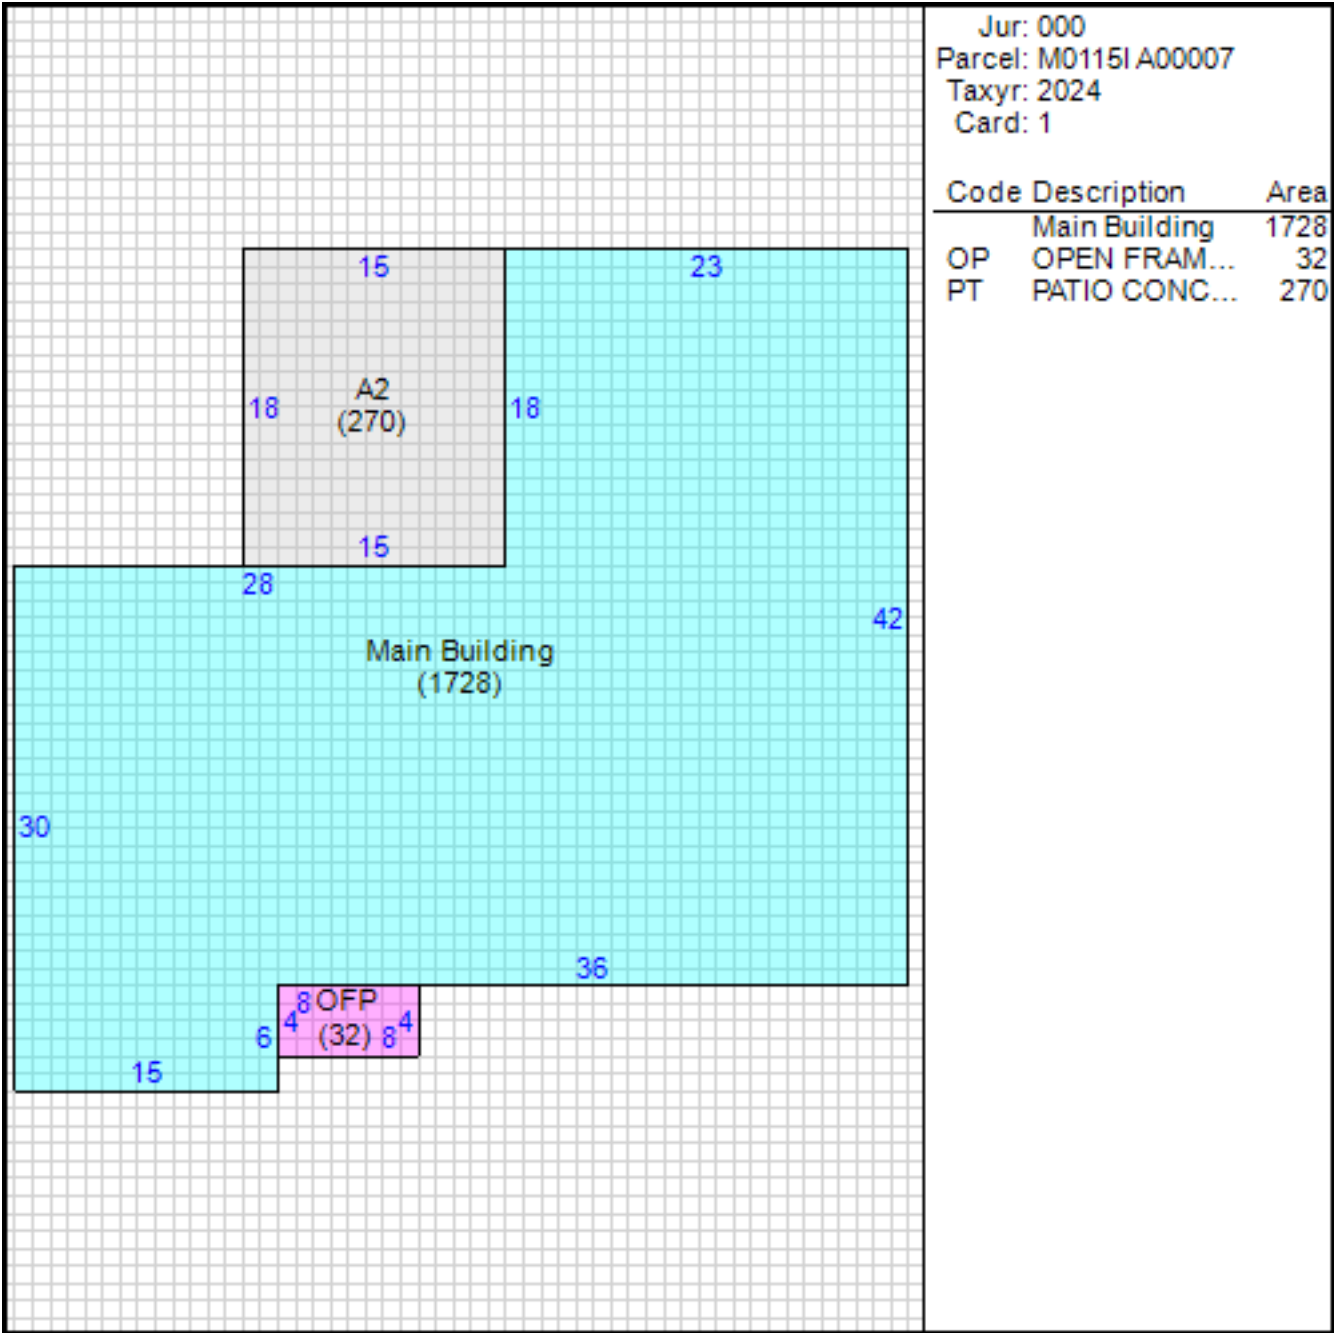 Jur: 000
Parcel: M0115I A00007
Taxyr: 2024
Card: 1
Code Description Area
Main Building 1728
OP OPEN FRAM... 32
PT PATIO CONC... 270
15
23
18
A2
(270)
18
15
28
42
Main Building
(1728)
30
36
8 OFP
4 (32) 8 4
6
15